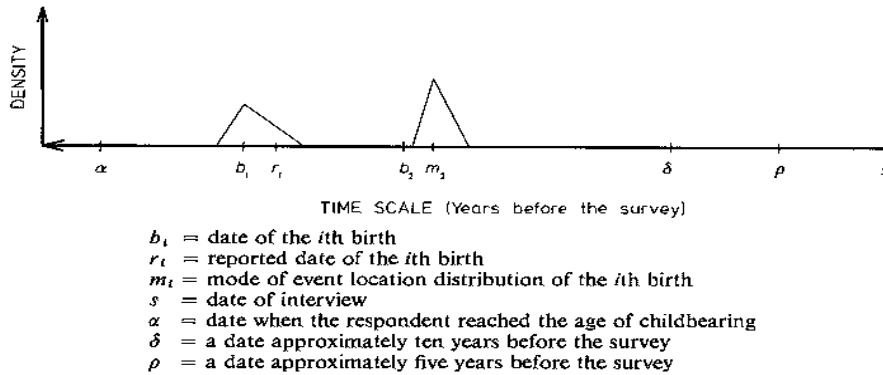 DENSITY
α b₁ r₁ b₂ m₂ δ ρ s
TIME SCALE (Years before the survey)
bᵢ = date of the ith birth
rᵢ = reported date of the ith birth
mᵢ = mode of event location distribution of the ith birth
s = date of interview
α = date when the respondent reached the age of childbearing
δ = a date approximately ten years before the survey
ρ = a date approximately five years before the survey